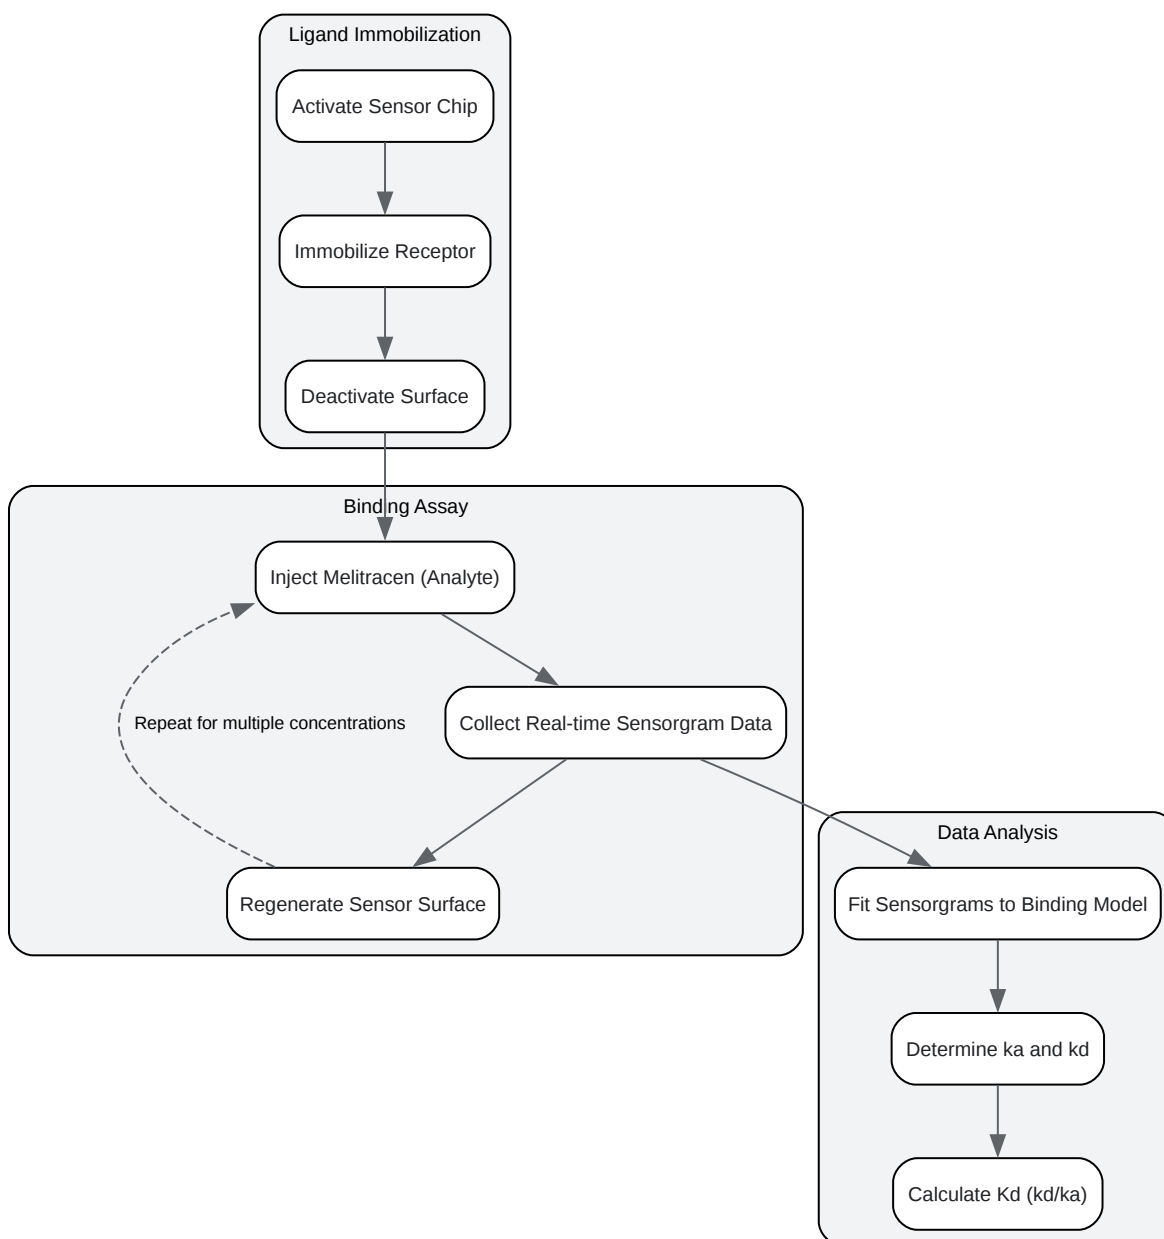 Ligand Immobilization
Activate Sensor Chip
Immobilize Receptor
Deactivate Surface
Binding Assay
Inject Melitracen (Analyte)
Collect Real-time Sensorgram Data
Repeat for multiple concentrations
Regenerate Sensor Surface
Data Analysis
Fit Sensorgrams to Binding Model
Determine ka and kd
Calculate Kd (kd/ka)